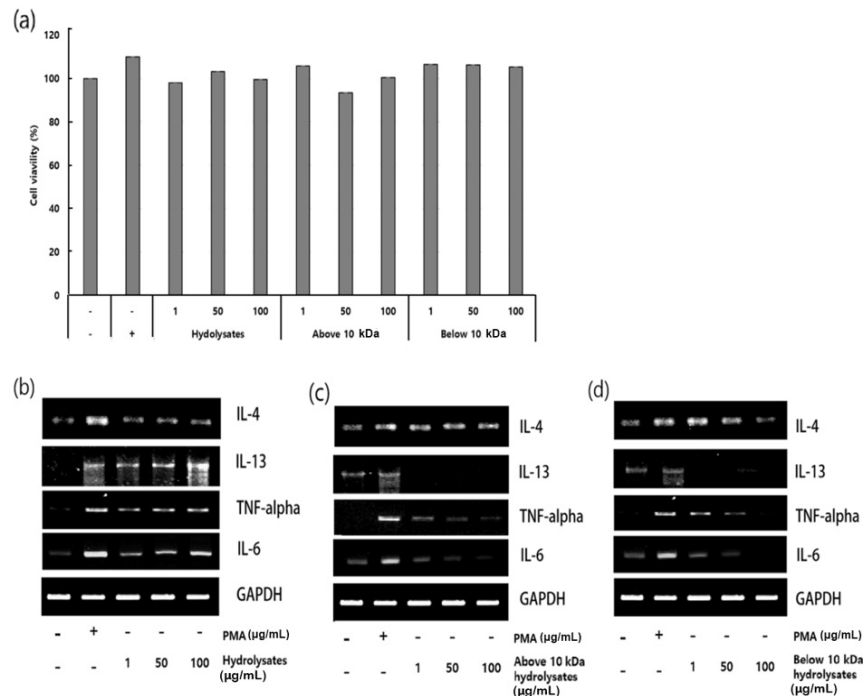 (a)
120
100
80
60
40
20
0
Cell viavility (%)
- - 1 50 100 1 50 100 1 50 100
- + Hydolysates Above 10 kDa Below 10 kDa
(b)
IL-4
IL-13
TNF-alpha
IL-6
GAPDH
- + - - - PMA (µg/mL)
- - 1 50 100 Hydrolysates
(µg/mL)
(c)
IL-4
IL-13
TNF-alpha
IL-6
GAPDH
- + - - - PMA (µg/mL)
- - 1 50 100 Above 10 kDa
hydrolysates
(µg/mL)
(d)
IL-4
IL-13
TNF-alpha
IL-6
GAPDH
- + - - - PMA (µg/mL)
- - 1 50 100 Below 10 kDa
hydrolysates
(µg/mL)